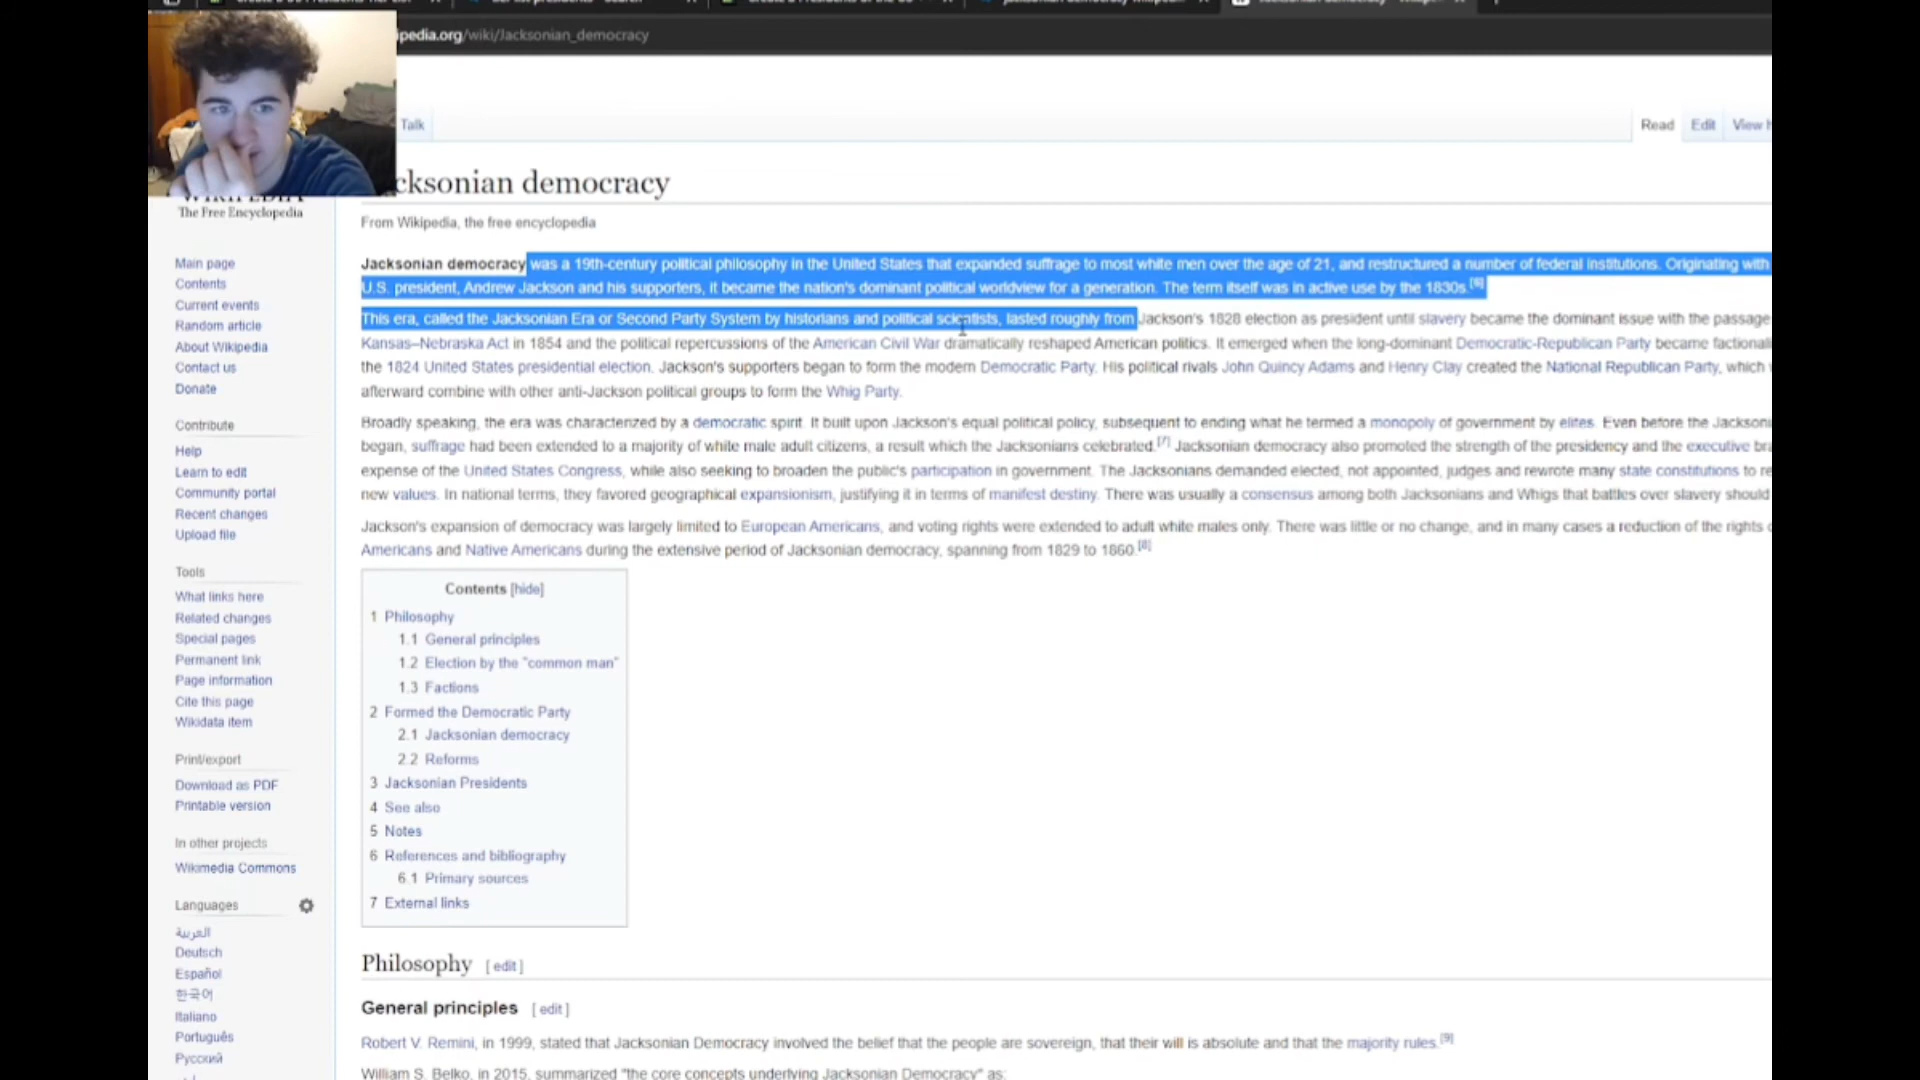 ipedia.org/wiki/Jacksonian_democracy
Talk
Read Edit View h
cksonian democracy
The Free Encyclopedia
From Wikipedia, the free encyclopedia
Main page
Contents
Current events
Random article
About Wikipedia
Contact us
Donate
Contribute
Help
Learn to edit
Community portal
Recent changes
Upload file
Tools
What links here
Related changes
Special pages
Permanent link
Page information
Cite this page
Wikidata item
Print/export
Download as PDF
Printable version
In other projects
Wikimedia Commons
Languages
العربية
Deutsch
Español
한국어
Italiano
Português
Русский
Jacksonian democracy was a 19th-century political philosophy in the United States that expanded suffrage to most white men over the age of 21, and restructured a number of federal institutions. Originating with
U.S. president, Andrew Jackson and his supporters, it became the nation's dominant political worldview for a generation. The term itself was in active use by the 1830s.[6]
This era, called the Jacksonian Era or Second Party System by historians and political scientists, lasted roughly from Jackson's 1828 election as president until slavery became the dominant issue with the passage
Kansas–Nebraska Act in 1854 and the political repercussions of the American Civil War dramatically reshaped American politics. It emerged when the long-dominant Democratic-Republican Party became factionali
the 1824 United States presidential election. Jackson's supporters began to form the modern Democratic Party. His political rivals John Quincy Adams and Henry Clay created the National Republican Party, which
afterward combine with other anti-Jackson political groups to form the Whig Party.
Broadly speaking, the era was characterized by a democratic spirit. It built upon Jackson's equal political policy, subsequent to ending what he termed a monopoly of government by elites. Even before the Jacksoni
began, suffrage had been extended to a majority of white male adult citizens, a result which the Jacksonians celebrated.[7] Jacksonian democracy also promoted the strength of the presidency and the executive bra
expense of the United States Congress, while also seeking to broaden the public's participation in government. The Jacksonians demanded elected, not appointed, judges and rewrote many state constitutions to re
new values. In national terms, they favored geographical expansionism, justifying it in terms of manifest destiny. There was usually a consensus among both Jacksonians and Whigs that battles over slavery should
Jackson's expansion of democracy was largely limited to European Americans, and voting rights were extended to adult white males only. There was little or no change, and in many cases a reduction of the rights o
Americans and Native Americans during the extensive period of Jacksonian democracy, spanning from 1829 to 1860.[8]
Contents [hide]
1 Philosophy
1.1 General principles
1.2 Election by the "common man"
1.3 Factions
2 Formed the Democratic Party
2.1 Jacksonian democracy
2.2 Reforms
3 Jacksonian Presidents
4 See also
5 Notes
6 References and bibliography
6.1 Primary sources
7 External links
Philosophy [ edit ]
General principles [ edit ]
Robert V. Remini, in 1999, stated that Jacksonian Democracy involved the belief that the people are sovereign, that their will is absolute and that the majority rules.[9]
William S. Belko, in 2015, summarized "the core concepts underlying Jacksonian Democracy" as: